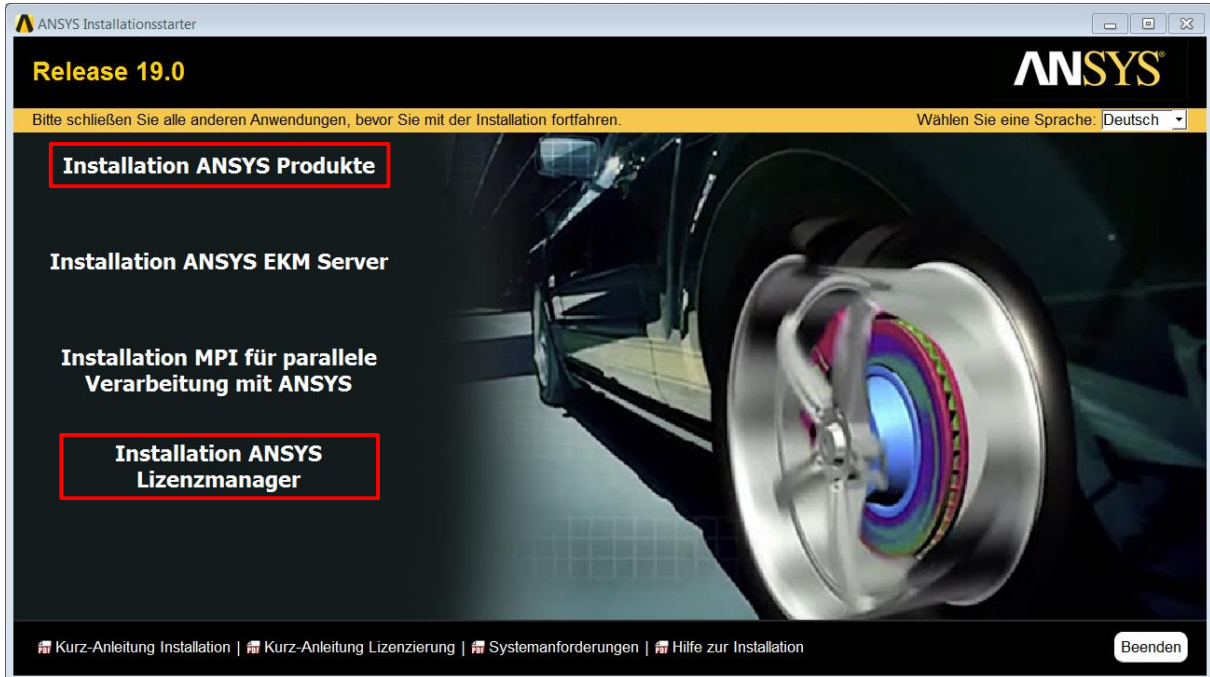 ANSYS Installationsstarter
Release 19.0
ANSYS®
Bitte schließen Sie alle anderen Anwendungen, bevor Sie mit der Installation fortfahren.
Wählen Sie eine Sprache: Deutsch
Installation ANSYS Produkte
Installation ANSYS EKM Server
Installation MPI für parallele
Verarbeitung mit ANSYS
Installation ANSYS
Lizenzmanager
Kurz-Anleitung Installation | Kurz-Anleitung Lizenzierung | Systemanforderungen | Hilfe zur Installation
Beenden